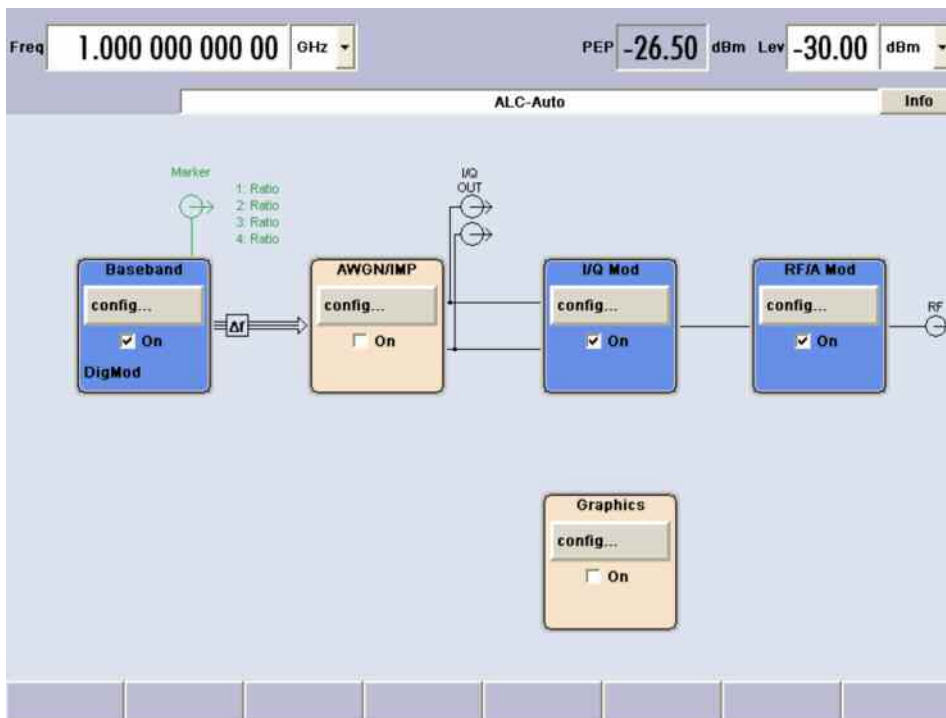 Freq 1.000 000 000 00 GHz PEP -26.50 dBm Lev -30.00 dBm
ALC-Auto Info
Marker
1: Ratio
2: Ratio
3: Ratio
4: Ratio
I/Q
OUT
Baseband
config...
On
DigMod
Δf
AWGN/IMP
config...
On
I/Q Mod
config...
On
RF/A Mod
config...
On
RF
Graphics
config...
On